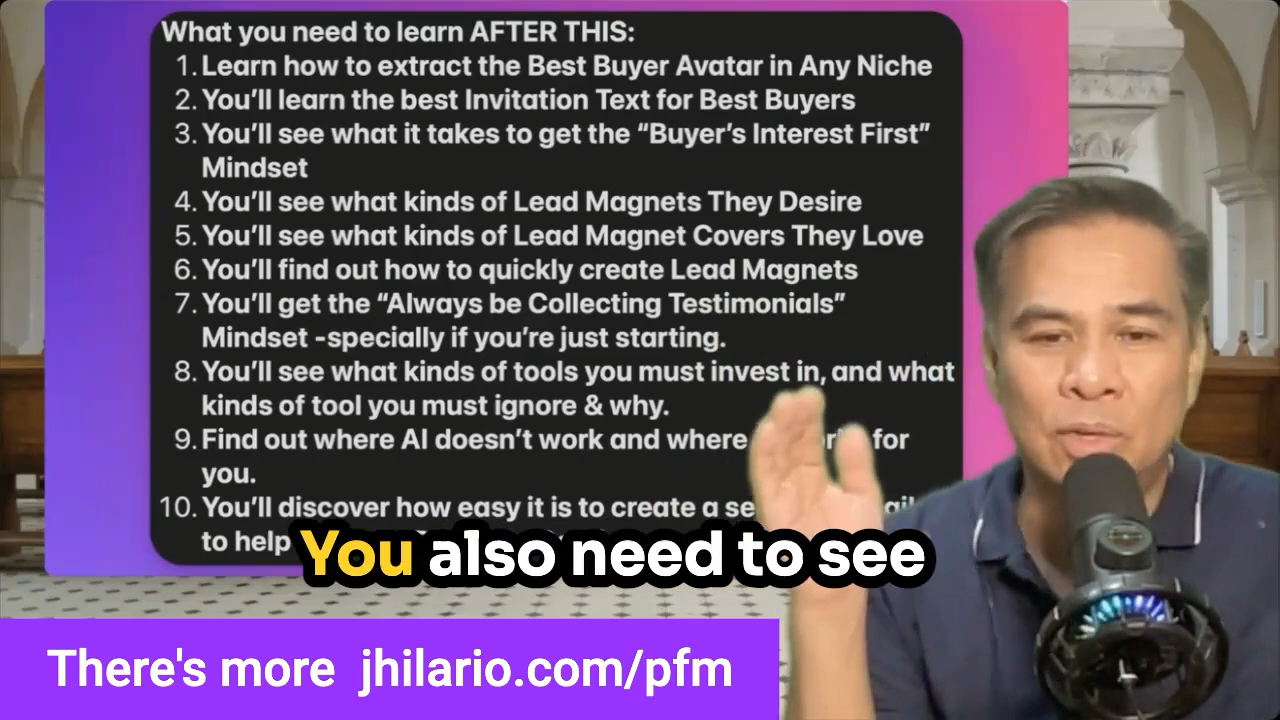 What you need to learn AFTER THIS:
1. Learn how to extract the Best Buyer Avatar in Any Niche
2. You'll learn the best Invitation Text for Best Buyers
3. You'll see what it takes to get the “Buyer's Interest First”
Mindset
4. You'll see what kinds of Lead Magnets They Desire
5. You'll see what kinds of Lead Magnet Covers They Love
6. You'll find out how to quickly create Lead Magnets
7. You'll get the “Always be Collecting Testimonials”
Mindset -specially if you're just starting.
8. You'll see what kinds of tools you must invest in, and what
kinds of tool you must ignore & why.
9. Find out where AI doesn't work and where for
you.
10. You'll discover how easy it is to create a
to help
You also need to see
There's more jhilario.com/pfm